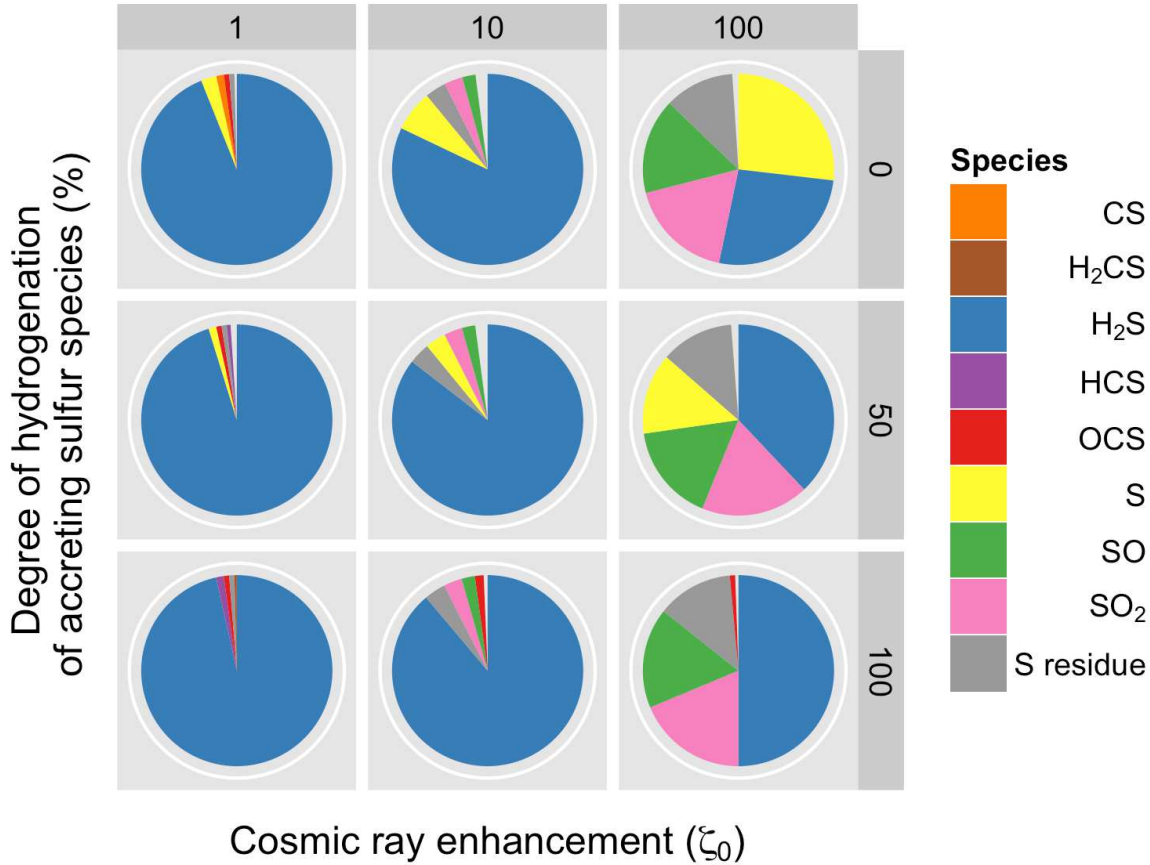 1
10
100
0
50
100
Degree of hydrogenation
of accreting sulfur species (%)
Cosmic ray enhancement (ζ₀)
Species
CS
H₂CS
H₂S
HCS
OCS
S
SO
SO₂
S residue